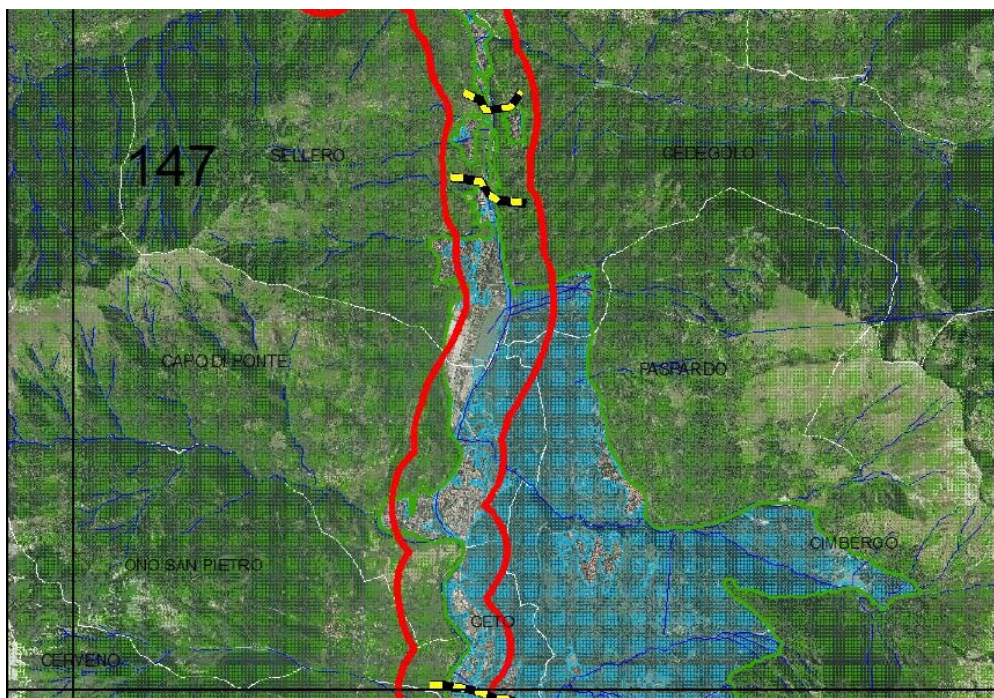 147
SELLERO
CEDEGOLO
CAPO DI PONTE
PASPARDO
CIMBERGO
ONO SAN PIETRO
CETO
CERVENO